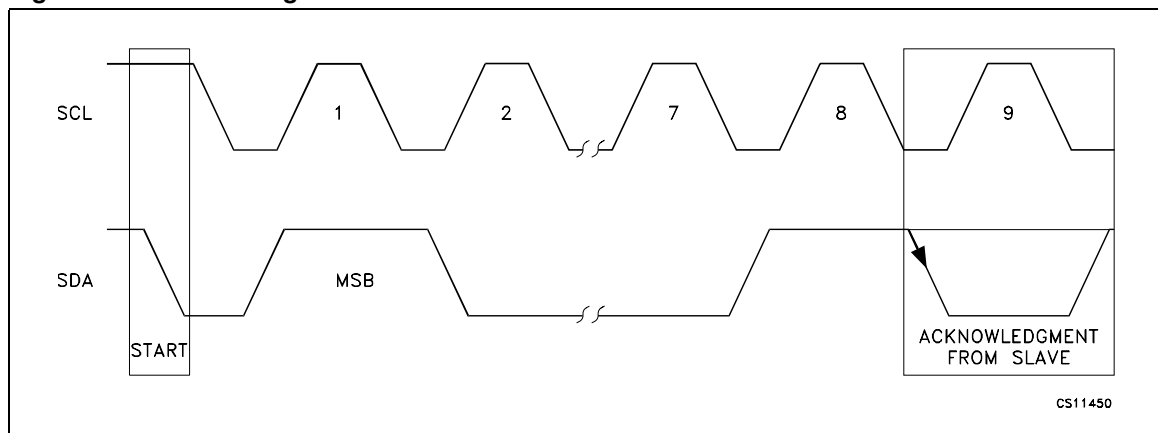 SCL
1
2
7
8
9
SDA
MSB
START
ACKNOWLEDGMENT
FROM SLAVE
CS11450